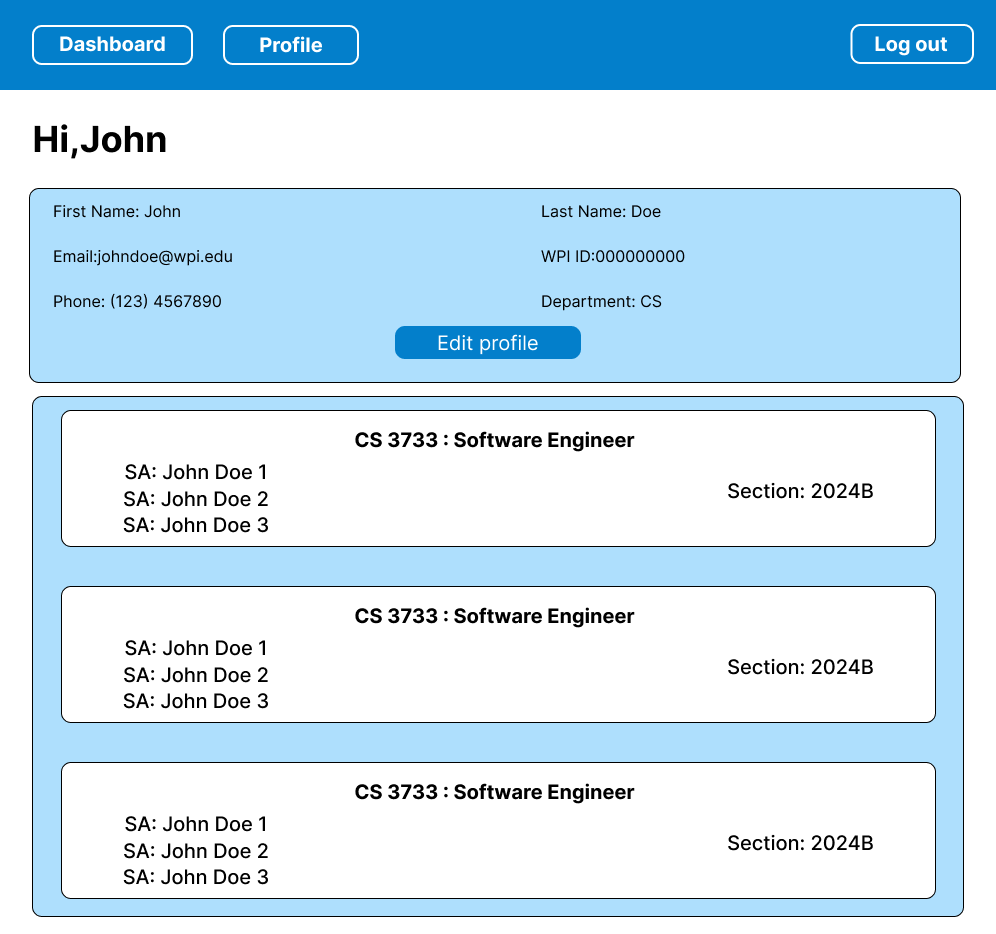 Dashboard
Profile
Log out
Hi,John
First Name: John
Last Name: Doe
Email:johndoe@wpi.edu
WPI ID:000000000
Phone: (123) 4567890
Department: CS
Edit profile
CS 3733 : Software Engineer
SA: John Doe 1
SA: John Doe 2
SA: John Doe 3
Section: 2024B
CS 3733 : Software Engineer
SA: John Doe 1
SA: John Doe 2
SA: John Doe 3
Section: 2024B
CS 3733 : Software Engineer
SA: John Doe 1
SA: John Doe 2
SA: John Doe 3
Section: 2024B